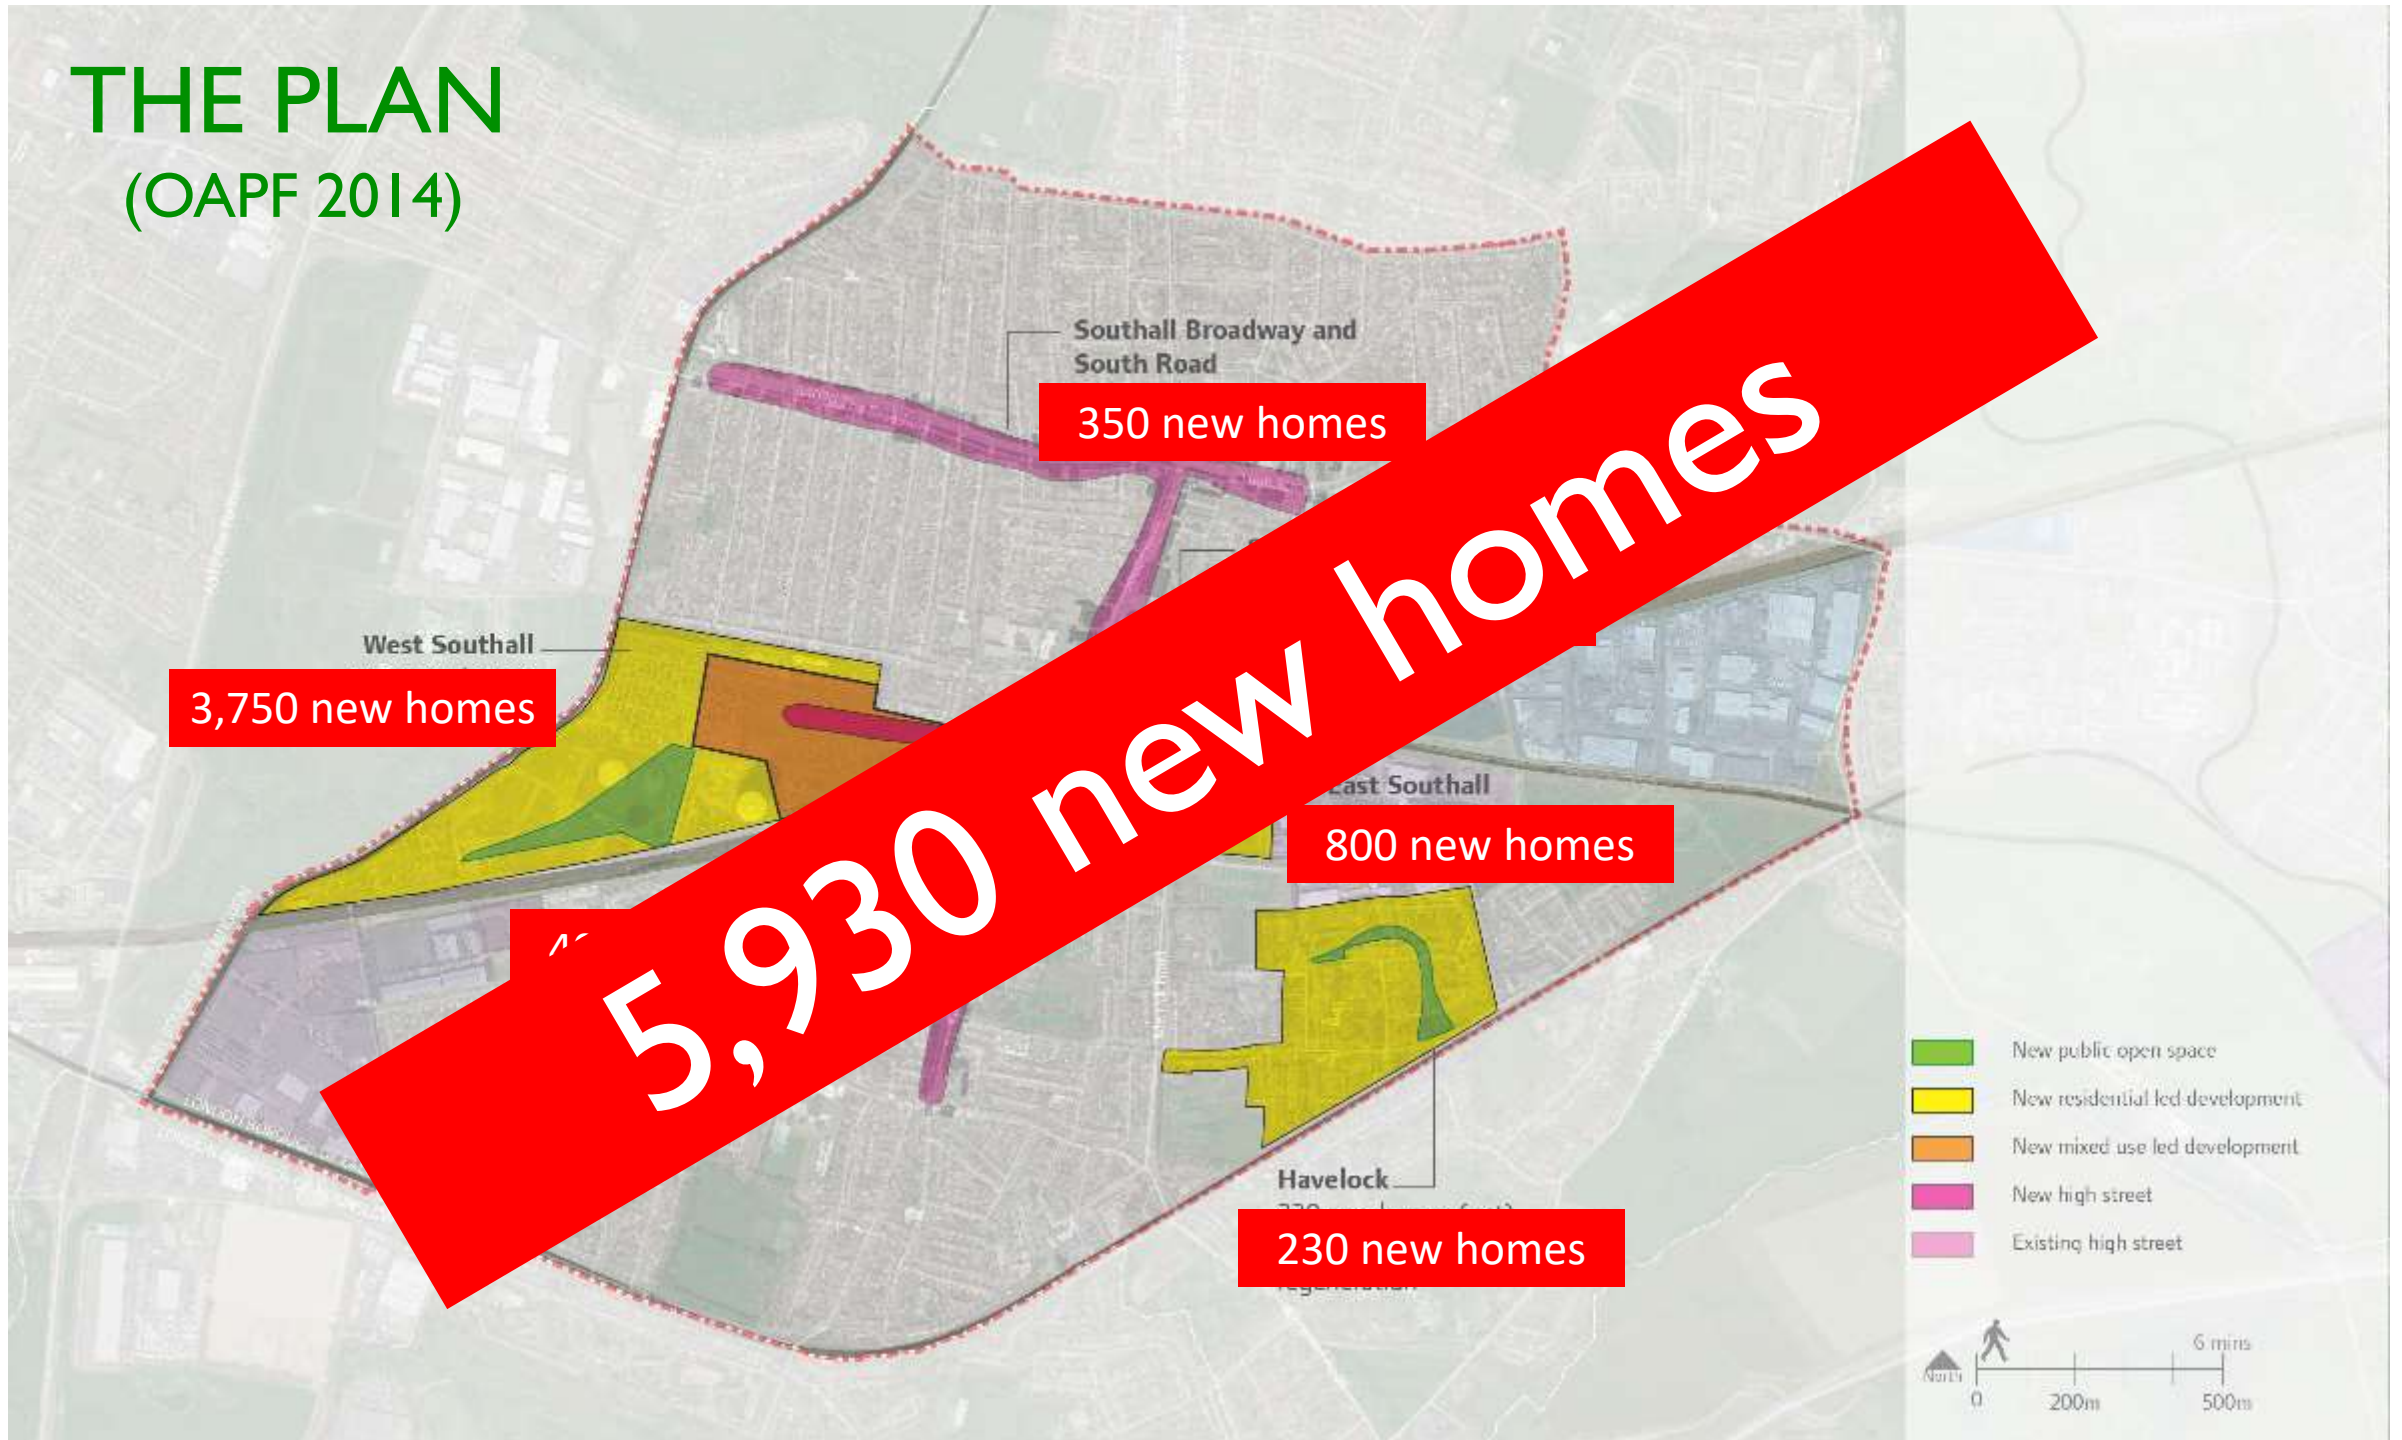 THE PLAN
(OAPF 2014)
Southall Broadway and
South Road
350 new homes
West Southall
3,750 new homes
5,930 new homes
East Southall
800 new homes
Havelock
230 new homes
New public open space
New residential led development
New mixed use led development
New high street
Existing high street
6 mins
North
0
200m
500m